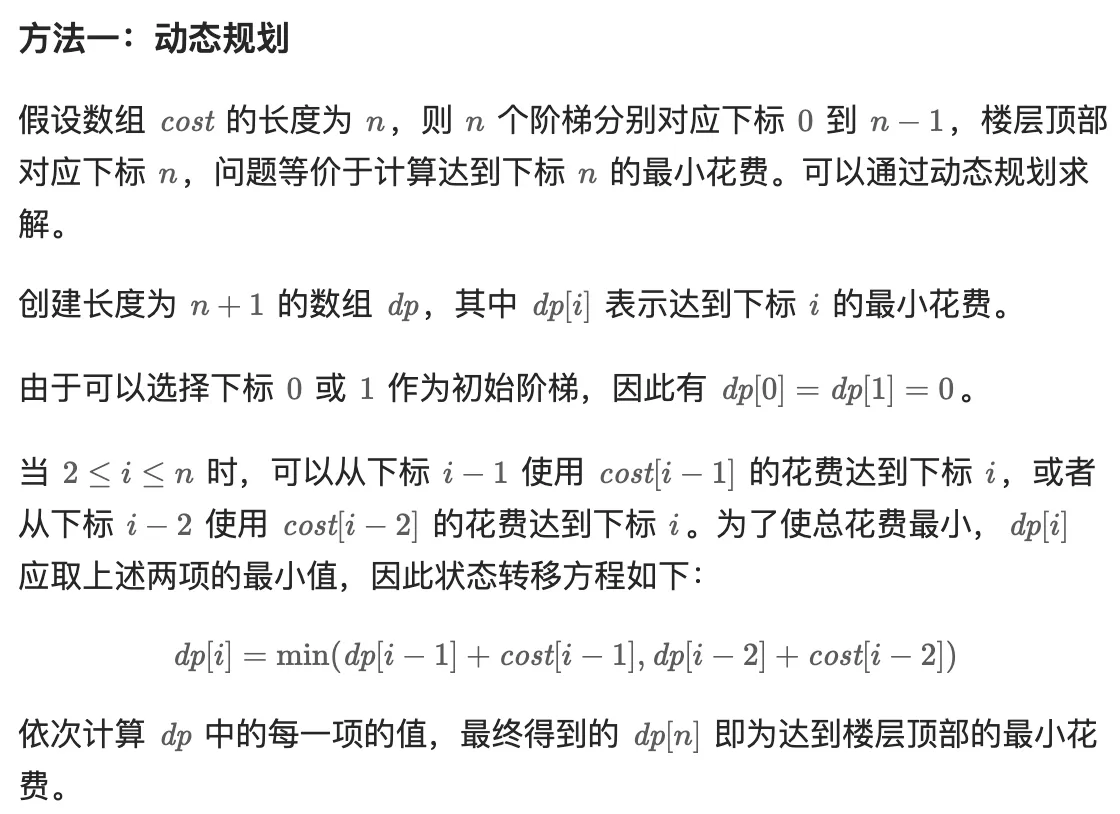 方法一：动态规划
假设数组 cost 的长度为 n，则 n 个阶梯分别对应下标 0 到 n − 1，楼层顶部
对应下标 n，问题等价于计算达到下标 n 的最小花费。可以通过动态规划求
解。
创建长度为 n + 1 的数组 dp，其中 dp[i] 表示达到下标 i 的最小花费。
由于可以选择下标 0 或 1 作为初始阶梯，因此有 dp[0] = dp[1] = 0。
当 2 ≤ i ≤ n 时，可以从下标 i − 1 使用 cost[i − 1] 的花费达到下标 i，或者
从下标 i − 2 使用 cost[i − 2] 的花费达到下标 i。为了使总花费最小，dp[i]
应取上述两项的最小值，因此状态转移方程如下：
dp[i] = min(dp[i − 1] + cost[i − 1], dp[i − 2] + cost[i − 2])
依次计算 dp 中的每一项的值，最终得到的 dp[n] 即为达到楼层顶部的最小花
费。